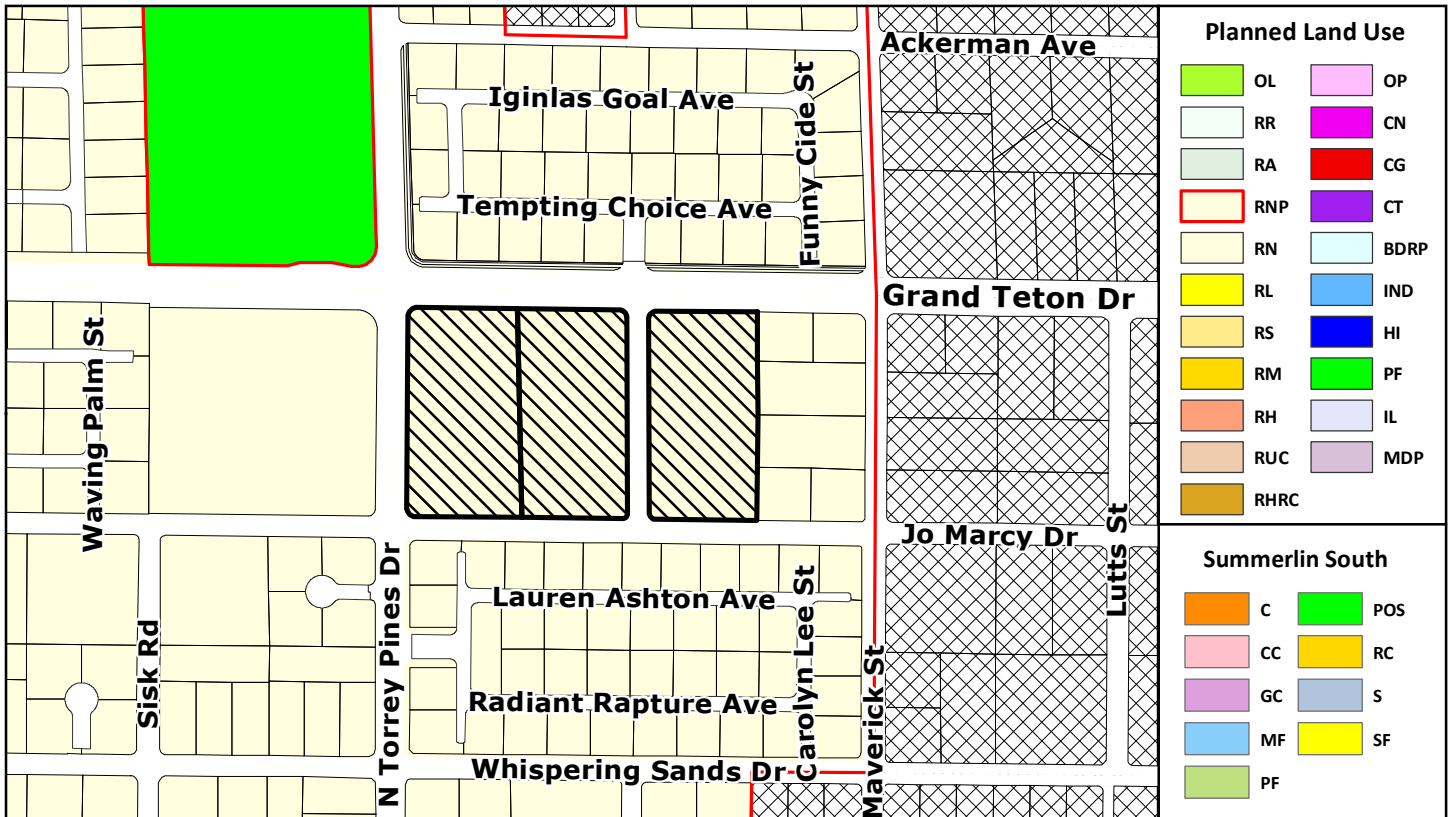 Ackerman Ave
Iginlas Goal Ave
Funny Cide St
Tempting Choice Ave
Grand Teton Dr
Waving Palm St
Jo Marcy Dr
Lutts St
N Torrey Pines Dr
Lauren Ashton Ave
Carolyn Lee St
Sisk Rd
Maverick St
Radiant Rapture Ave
Whispering Sands Dr
Planned Land Use
OL OP
RR CN
RA CG
RNP CT
RN BDRP
RL IND
RS HI
RM PF
RH IL
RUC MDP
RHRC
Summerlin South
C POS
CC RC
GC S
MF SF
PF